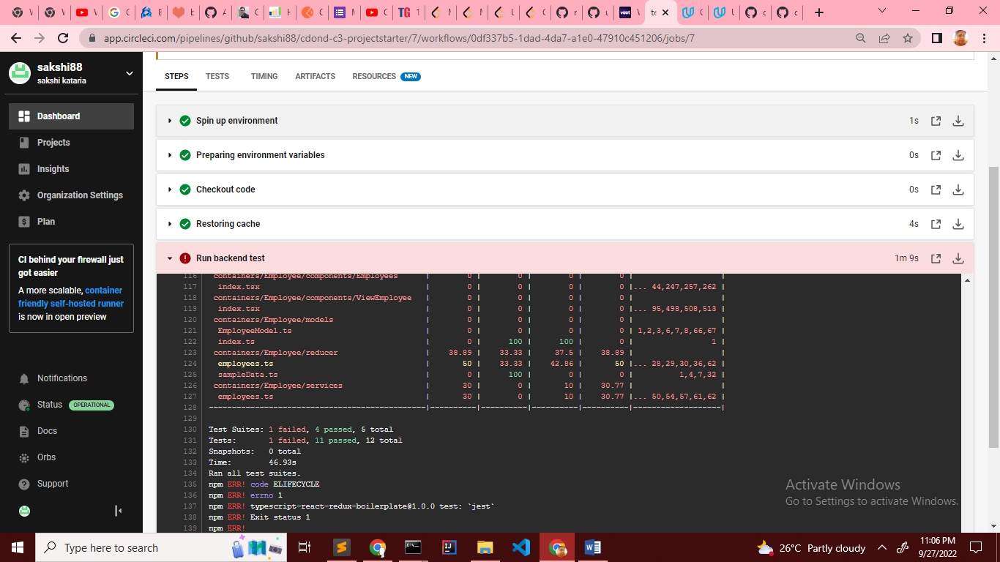 app.circleci.com/pipelines/github/sakshi88/cdond-c3-projectstarter/7/workflows/0df337b5-1dad-4da7-a1e0-47910c451206/jobs/7
sakshi88
sakshi kataria
Dashboard
Projects
Insights
Organization Settings
Plan
CI behind your firewall just
got easier
A more scalable, container
friendly self-hosted runner
is now in open preview
Notifications
Status OPERATIONAL
Docs
Orbs
Support
STEPS TESTS TIMING ARTIFACTS RESOURCES NEW
Spin up environment 1s
Preparing environment variables 0s
Checkout code 0s
Restoring cache 4s
Run backend test 1m 9s
116 containers/Employee/components/Employees | 0 | 0 | 0 | 0 | |
117 index.tsx | 0 | 0 | 0 | 0 |... 44,247,257,262 |
118 containers/Employee/components/ViewEmployee | 0 | 0 | 0 | 0 | |
119 index.tsx | 0 | 0 | 0 | 0 |... 95,498,508,513 |
120 containers/Employee/models | 0 | 0 | 0 | 0 | |
121 EmployeeModel.ts | 0 | 0 | 0 | 0 | 1,2,3,6,7,8,66,67 |
122 index.ts | 0 | 100 | 100 | 0 | 1 |
123 containers/Employee/reducer | 38.89 | 33.33 | 37.5 | 38.89 | |
124 employees.ts | 50 | 33.33 | 42.86 | 50 |... 28,29,30,36,62 |
125 sampleData.ts | 0 | 100 | 0 | 0 | 1,4,7,32 |
126 containers/Employee/services | 30 | 0 | 10 | 30.77 | |
127 employees.ts | 30 | 0 | 10 | 30.77 |... 50,54,57,61,62 |
128 -----------------------------------------------|----------|----------|----------|----------|-------------------|
129
130 Test Suites: 1 failed, 4 passed, 5 total
131 Tests: 1 failed, 11 passed, 12 total
132 Snapshots: 0 total
133 Time: 46.93s
134 Ran all test suites.
135 npm ERR! code ELIFECYCLE
136 npm ERR! errno 1
137 npm ERR! typescript-react-redux-boilerplate@1.0.0 test: `jest`
138 npm ERR! Exit status 1
139 npm ERR!
Activate Windows
Go to Settings to activate Windows.
Type here to search
26°C Partly cloudy
11:06 PM
9/27/2022